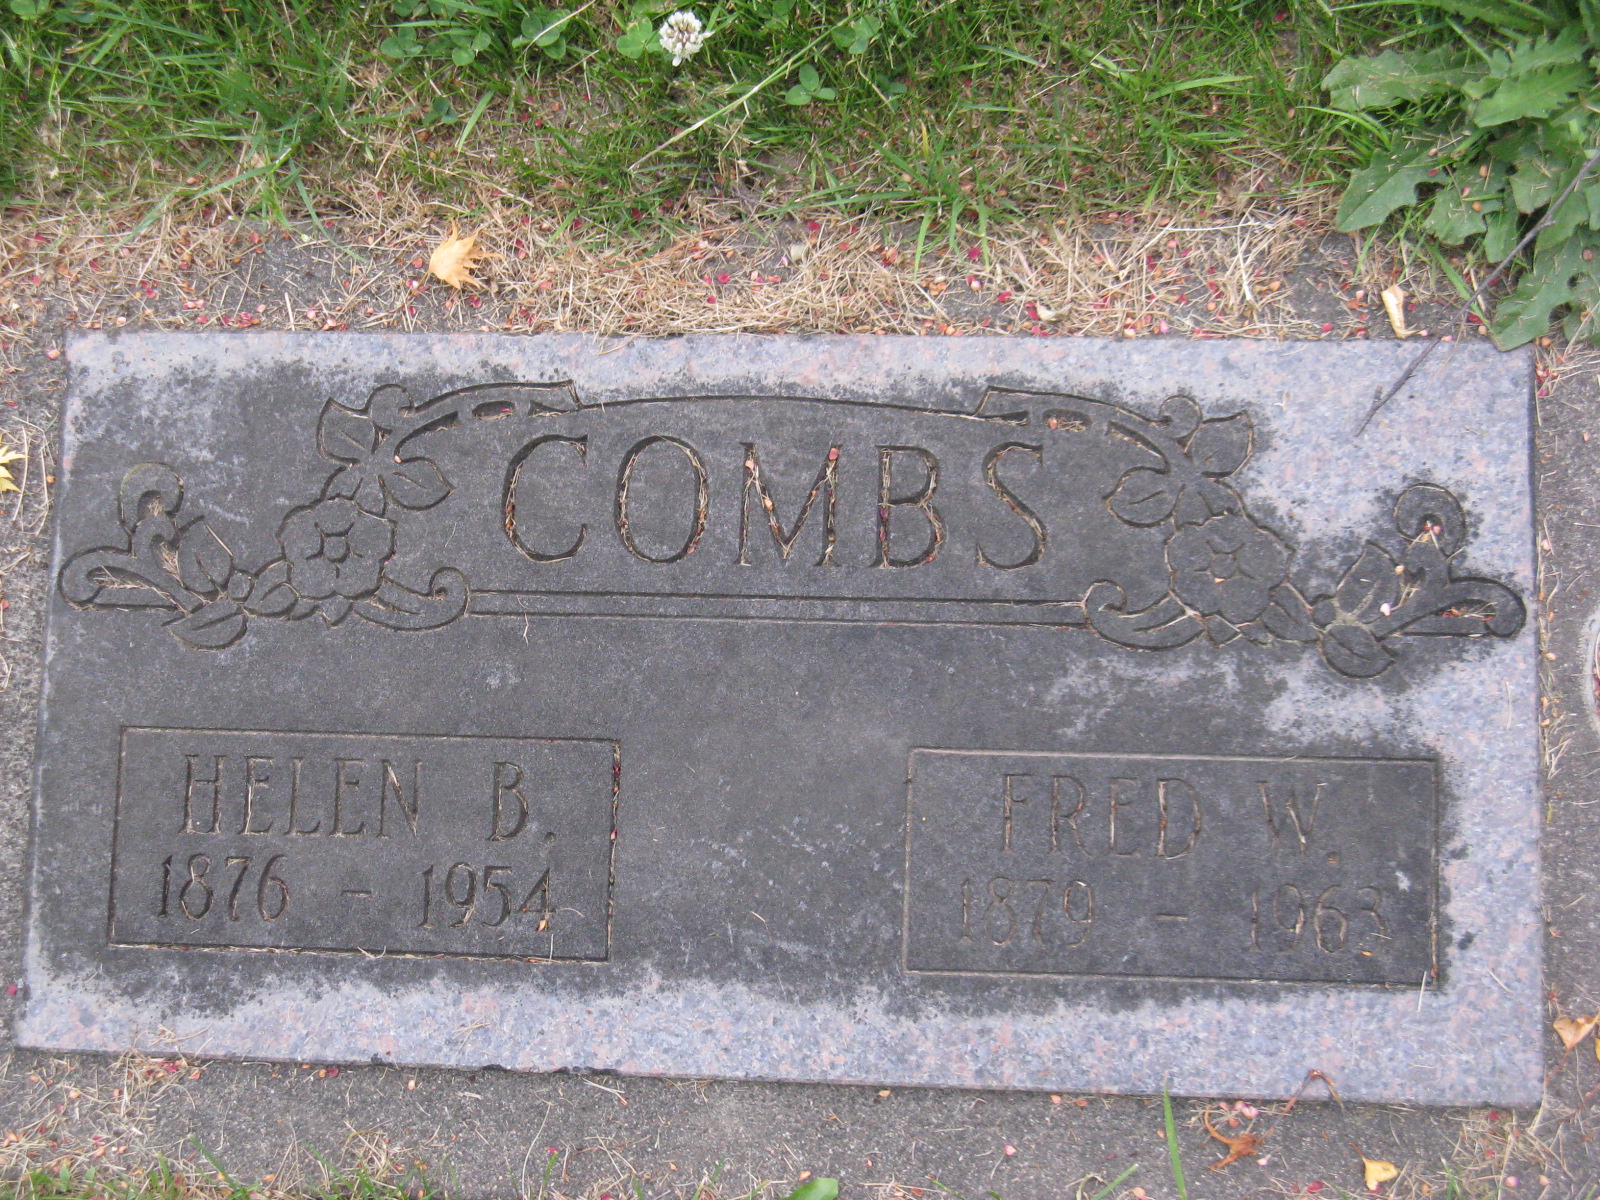 COMBS
HELEN B.
1876 - 1954
FRED W.
1879 - 1963